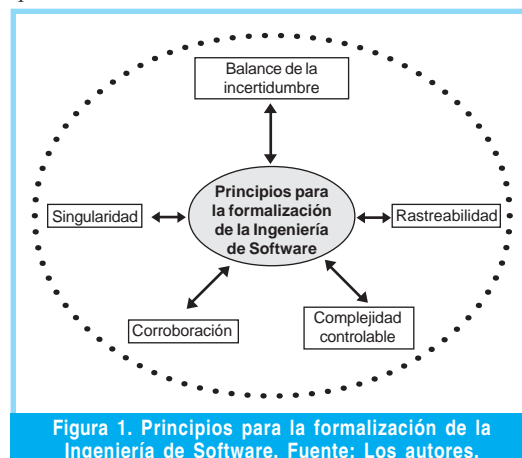 Balance de la
incertidumbre
Principios para
la formalización
de la Ingeniería
de Software
Singularidad
Rastreabilidad
Corroboración
Complejidad
controlable
Figura 1. Principios para la formalización de la
Ingeniería de Software. Fuente: Los autores.